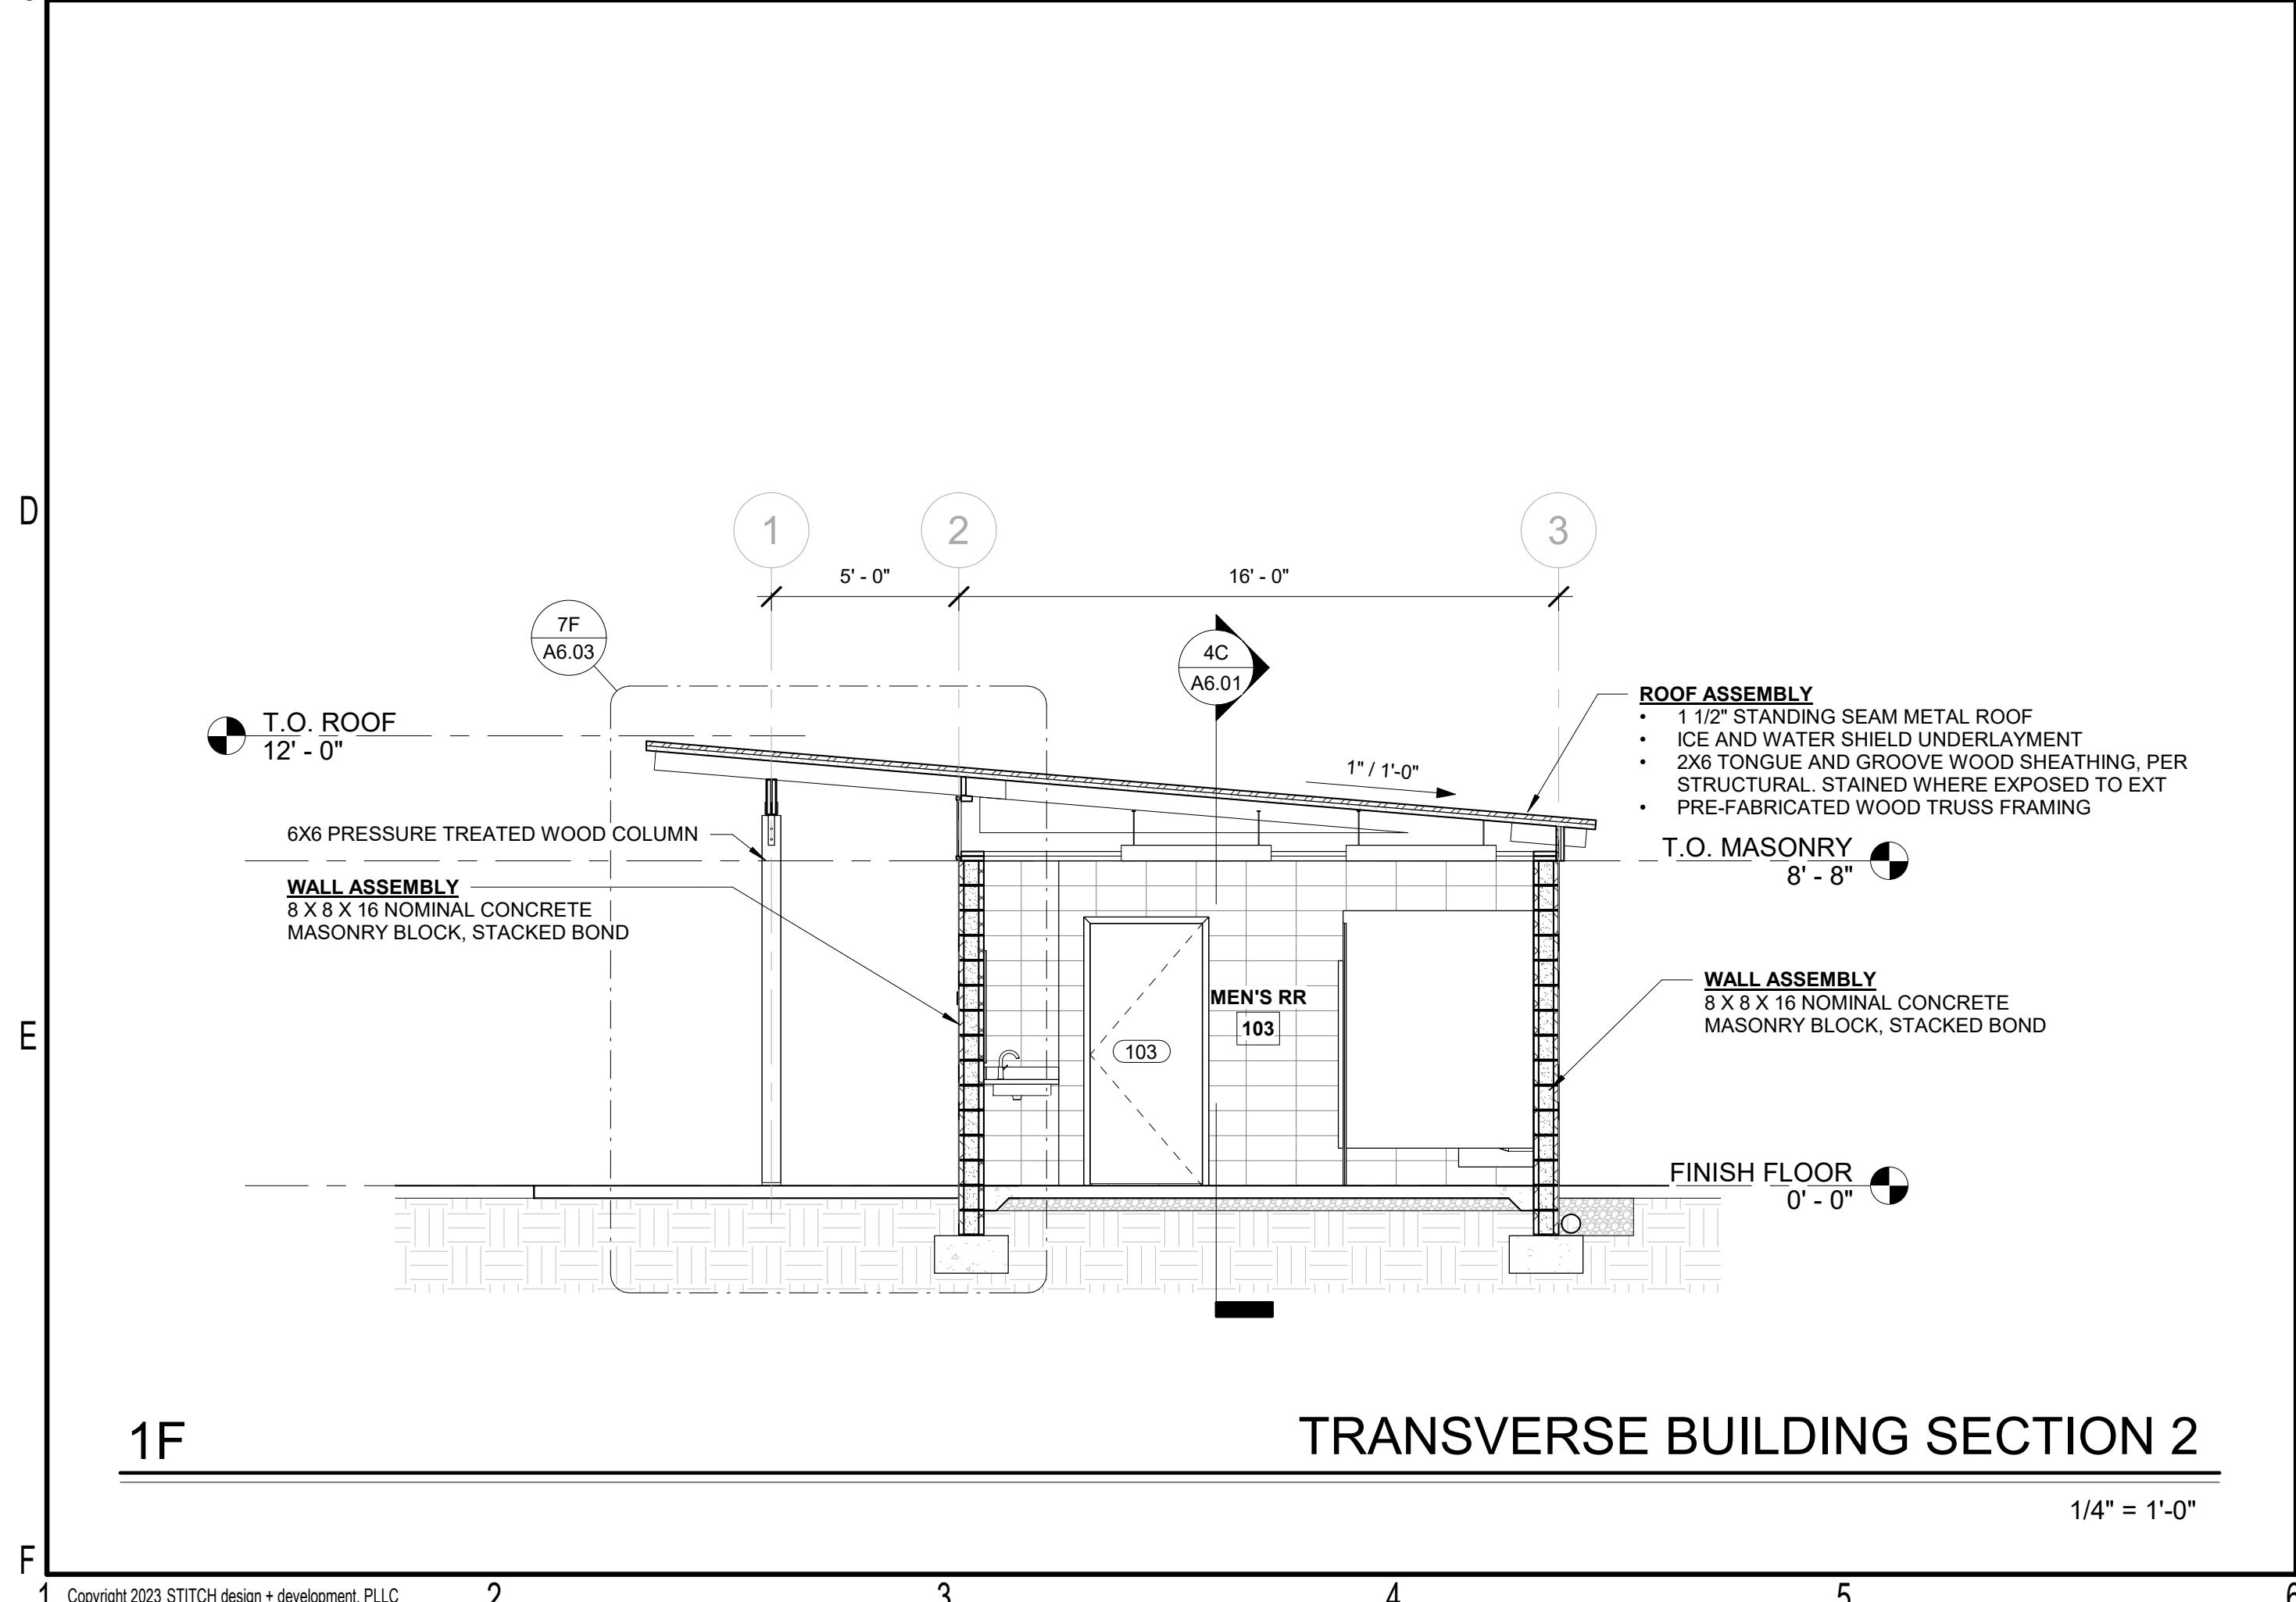 D
1
2
3
5' - 0"
16' - 0"
7F
A6.03
4C
A6.01
T.O. ROOF
12' - 0"
1" / 1'-0"
ROOF ASSEMBLY
• 1 1/2" STANDING SEAM METAL ROOF
• ICE AND WATER SHIELD UNDERLAYMENT
• 2X6 TONGUE AND GROOVE WOOD SHEATHING, PER
STRUCTURAL. STAINED WHERE EXPOSED TO EXT
• PRE-FABRICATED WOOD TRUSS FRAMING
6X6 PRESSURE TREATED WOOD COLUMN
T.O. MASONRY
8' - 8"
WALL ASSEMBLY
8 X 8 X 16 NOMINAL CONCRETE
MASONRY BLOCK, STACKED BOND
WALL ASSEMBLY
8 X 8 X 16 NOMINAL CONCRETE
MASONRY BLOCK, STACKED BOND
MEN'S RR
103
103
E
FINISH FLOOR
0' - 0"
1F
TRANSVERSE BUILDING SECTION 2
1/4" = 1'-0"
F
1
Copyright 2023 STITCH design + development, PLLC
2
3
4
5
6